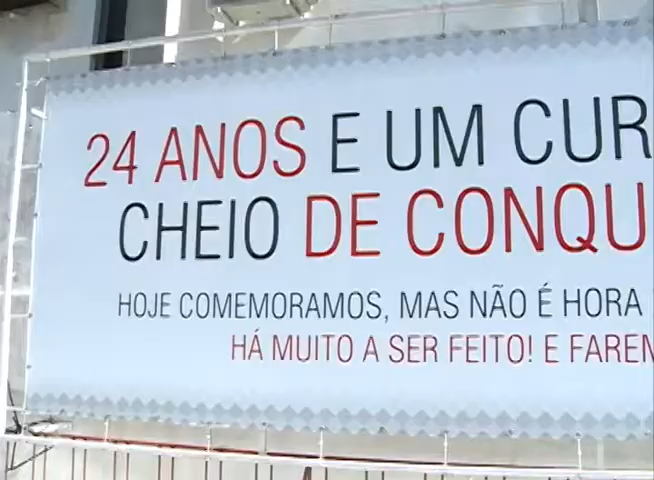 24 ANOS E UM CUR
CHEIO DE CONQU
HOJE COMEMORAMOS, MAS NÃO É HORA
HÁ MUITO A SER FEITO! E FAREM